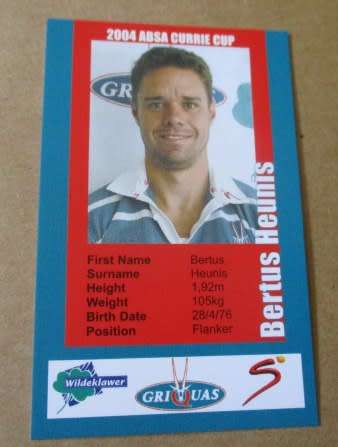 2004 ABSA CURRIE CUP
GR
First Name Bertus
Surname Heunis
Height 1,92m
Weight 105kg
Birth Date 28/4/76
Position Flanker
Bertus Heunis
Wildeklawer
GRIQUAS